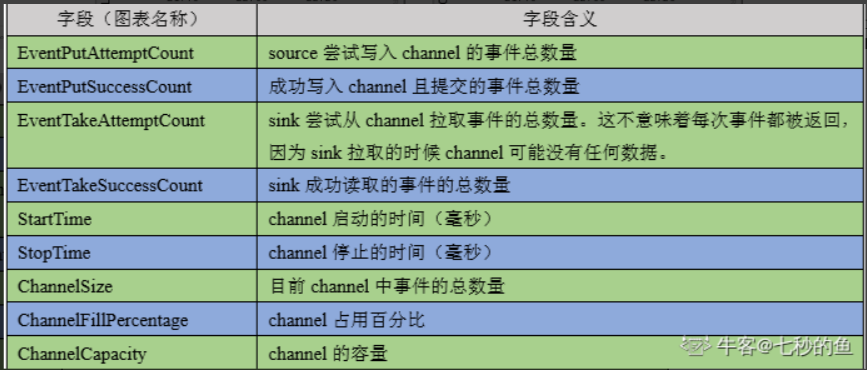 字段（图表名称） 字段含义
EventPutAttemptCount source 尝试写入 channel 的事件总数量
EventPutSuccessCount 成功写入 channel 且提交的事件总数量
EventTakeAttemptCount sink 尝试从 channel 拉取事件的总数量。这不意味着每次事件都被返回，
因为 sink 拉取的时候 channel 可能没有任何数据。
EventTakeSuccessCount sink 成功读取的事件的总数量
StartTime channel 启动的时间（毫秒）
StopTime channel 停止的时间（毫秒）
ChannelSize 目前 channel 中事件的总数量
ChannelFillPercentage channel 占用百分比
ChannelCapacity channel 的容量
牛客@七秒的鱼